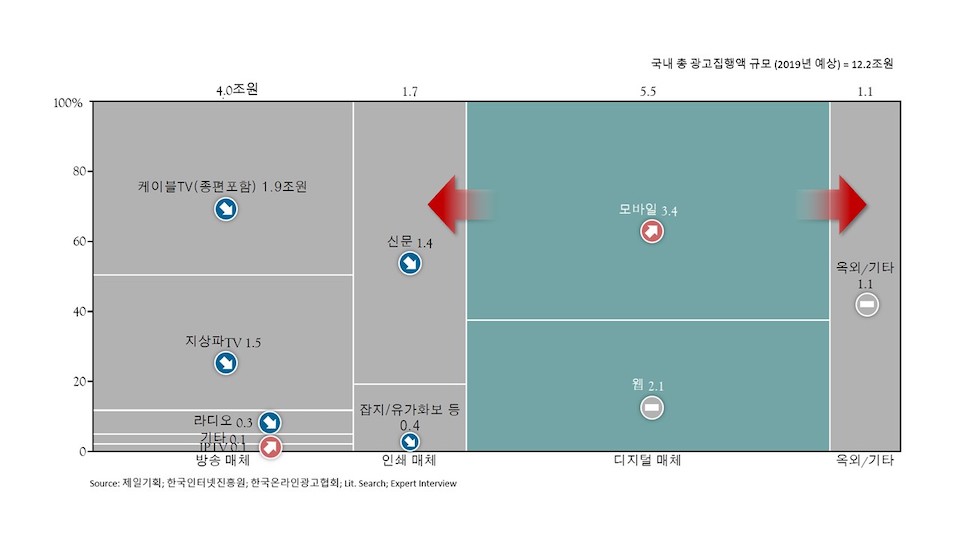 국내 총 광고집행액 규모 (2019년 예상) = 12.2조원
4.0조원
1.7
5.5
1.1
100%
80
60
40
20
0
케이블TV(종편포함) 1.9조원
지상파TV 1.5
라디오 0.3
기타 0.1
IPTV 0.1
신문 1.4
잡지/유가화보 등
0.4
모바일 3.4
웹 2.1
옥외/기타
1.1
방송 매체
인쇄 매체
디지털 매체
옥외/기타
Source: 제일기획; 한국인터넷진흥원; 한국온라인광고협회; Lit. Search; Expert Interview